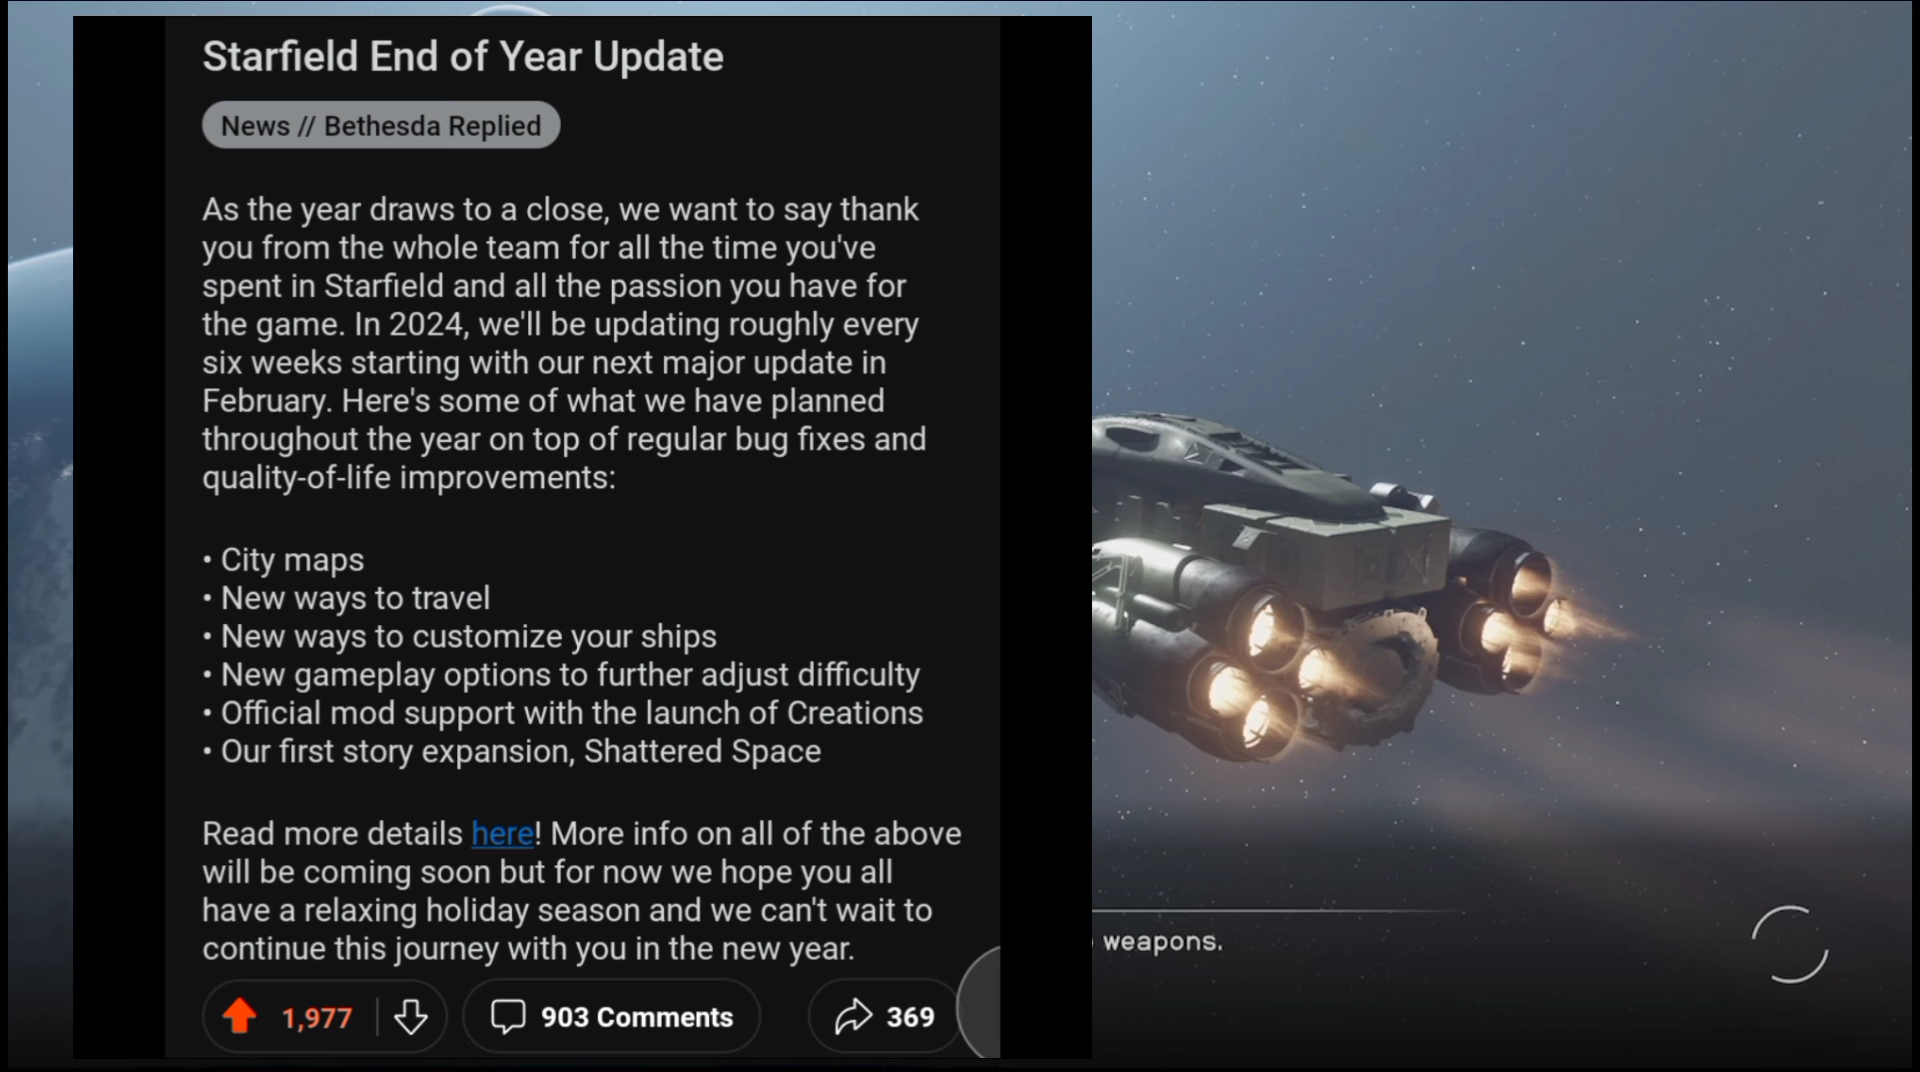 Starfield End of Year Update
News // Bethesda Replied
As the year draws to a close, we want to say thank
you from the whole team for all the time you've
spent in Starfield and all the passion you have for
the game. In 2024, we'll be updating roughly every
six weeks starting with our next major update in
February. Here's some of what we have planned
throughout the year on top of regular bug fixes and
quality-of-life improvements:
• City maps
• New ways to travel
• New ways to customize your ships
• New gameplay options to further adjust difficulty
• Official mod support with the launch of Creations
• Our first story expansion, Shattered Space
Read more details here! More info on all of the above
will be coming soon but for now we hope you all
have a relaxing holiday season and we can't wait to
continue this journey with you in the new year.
1,977 903 Comments 369
weapons.